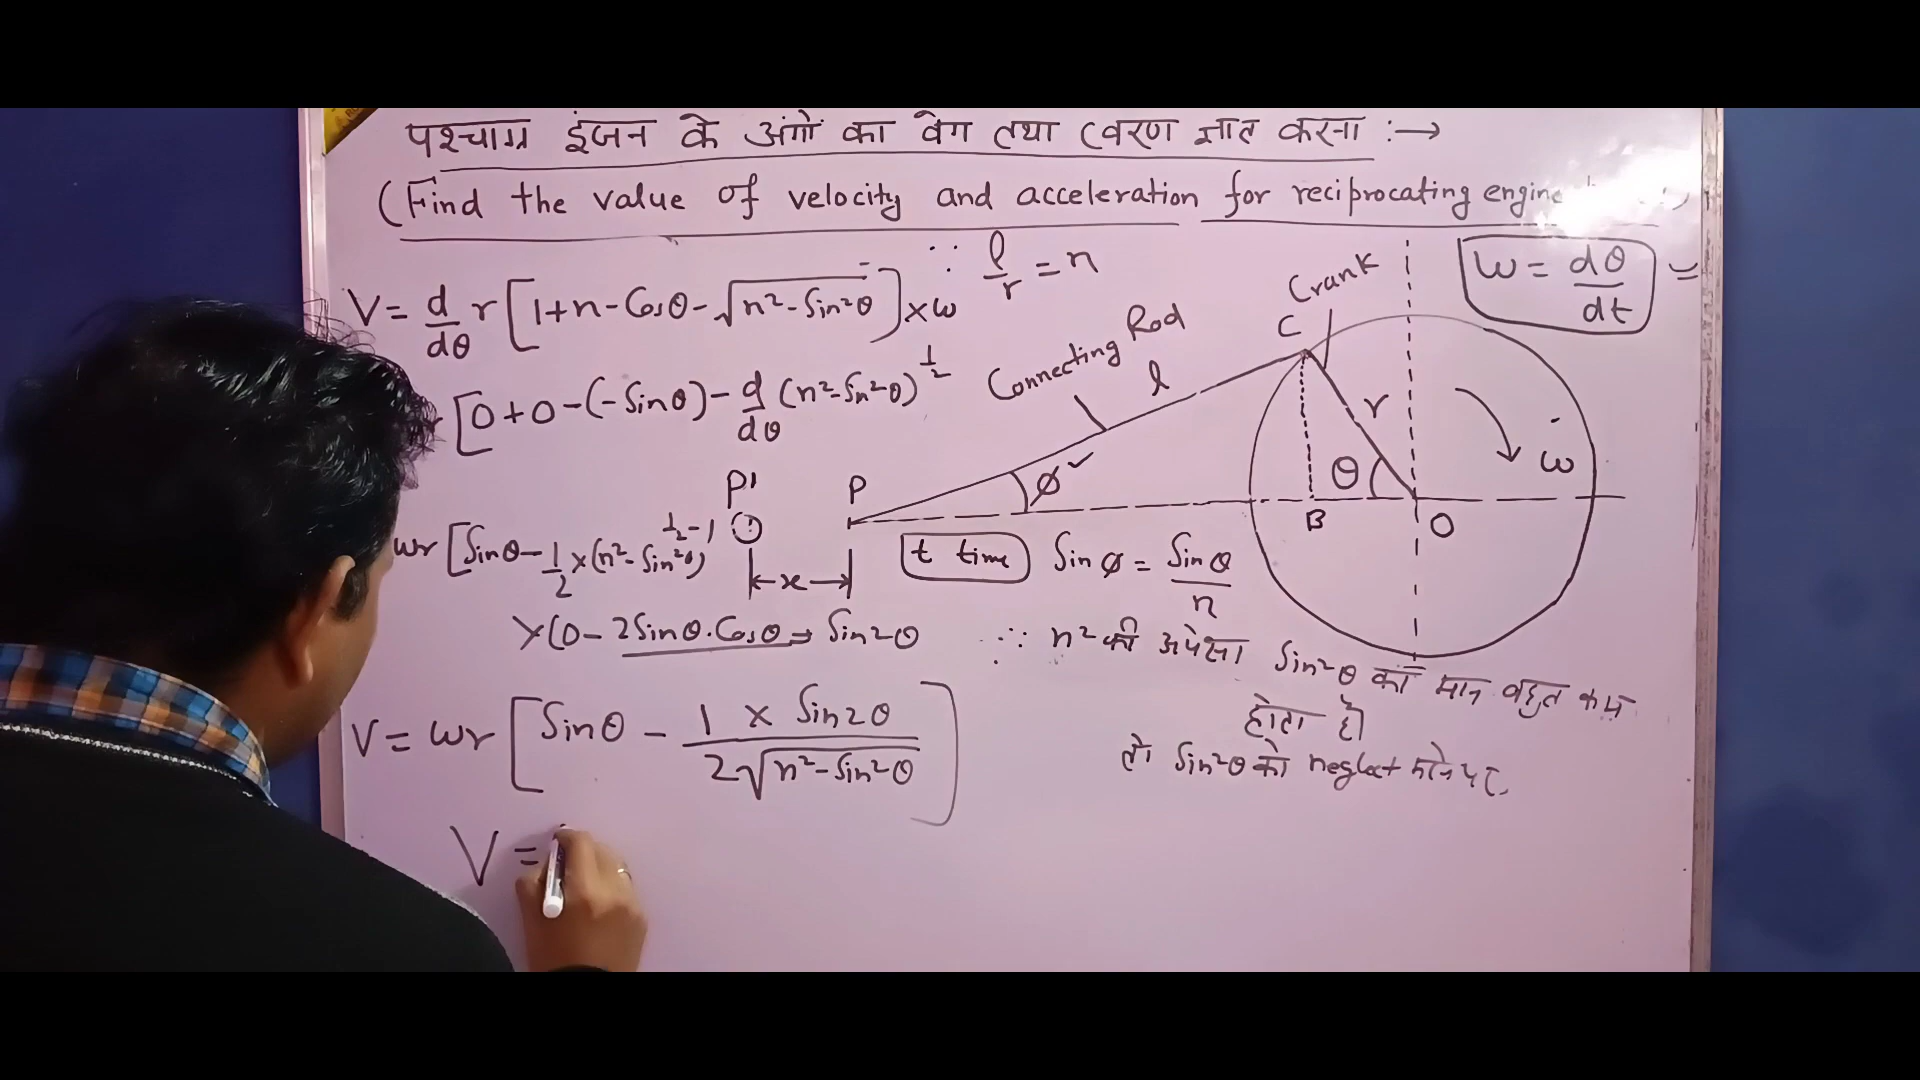 पश्चाग्र इंजन के अंगों का वेग तथा त्वरण ज्ञात करना :→
(Find the value of velocity and acceleration for reciprocating engine
V = d/dθ r [1+n-Cosθ-√(n²-Sin²θ)] × ω
∵ l/r = n
[0+0-(-Sinθ)- d/dθ (n²-Sin²θ)^(1/2)
ωr [Sinθ - 1/2 × (n²-Sin²θ)^(1/2-1)
×(0-2Sinθ.Cosθ ⇒ Sin2θ
V = ωr [Sinθ - 1 × Sin2θ / 2√(n²-Sin²θ)]
V =
ω = dθ/dt =
Crank
C
Connecting Rod
l
r
ω
θ
ϕ ✓
P'
P
B
O
x
t time
Sin ϕ = Sin θ / n
∵ n² की अपेक्षा Sin²θ का मान बहुत कम
होता है
तो Sin²θ को neglect